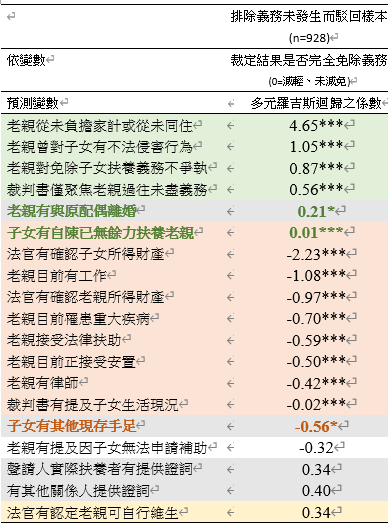 排除義務未發生而駁回樣本
(n=928)
依變數 裁定結果是否完全免除義務
(0=減輕、未減免)
預測變數 多元羅吉斯迴歸之係數
老親從未負擔家計或從未同住 4.65***
老親曾對子女有不法侵害行為 1.05***
老親對免除子女扶養義務不爭執 0.87***
裁判書僅聚焦老親過往未盡義務 0.56***
老親有與原配偶離婚 0.21*
子女有自陳已無餘力扶養老親 0.01***
法官有確認子女所得財產 -2.23***
老親目前有工作 -1.08***
法官有確認老親所得財產 -0.97***
老親目前罹患重大疾病 -0.70***
老親接受法律扶助 -0.59***
老親目前正接受安置 -0.50***
老親有律師 -0.42***
裁判書有提及子女生活現況 -0.02***
子女有其他現存手足 -0.56*
老親有提及因子女無法申請補助 -0.32
聲請人實際扶養者有提供證詞 0.34
有其他關係人提供證詞 0.40
法官有認定老親可自行維生 0.34